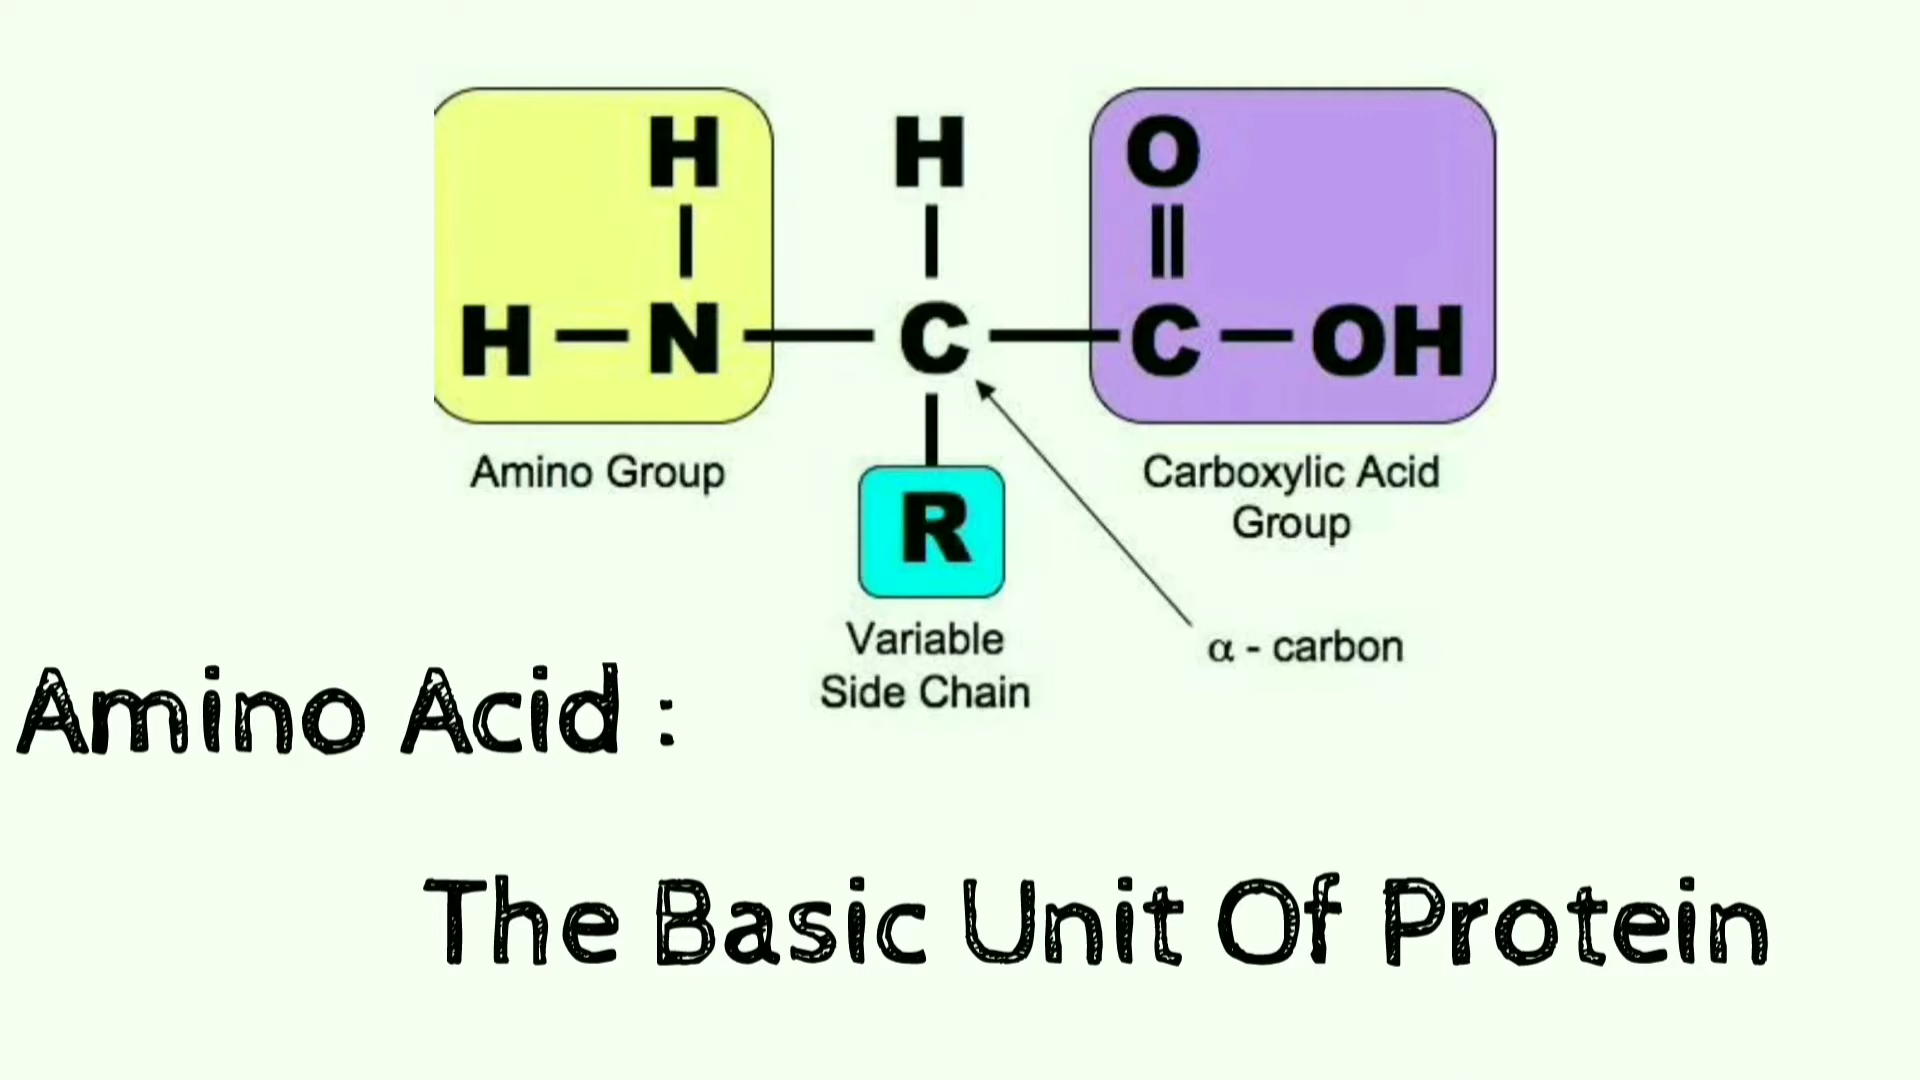 H H O
H N C C OH
Amino Group
Carboxylic Acid
Group
R
Variable
Side Chain
α - carbon
Amino Acid :
The Basic Unit Of Protein